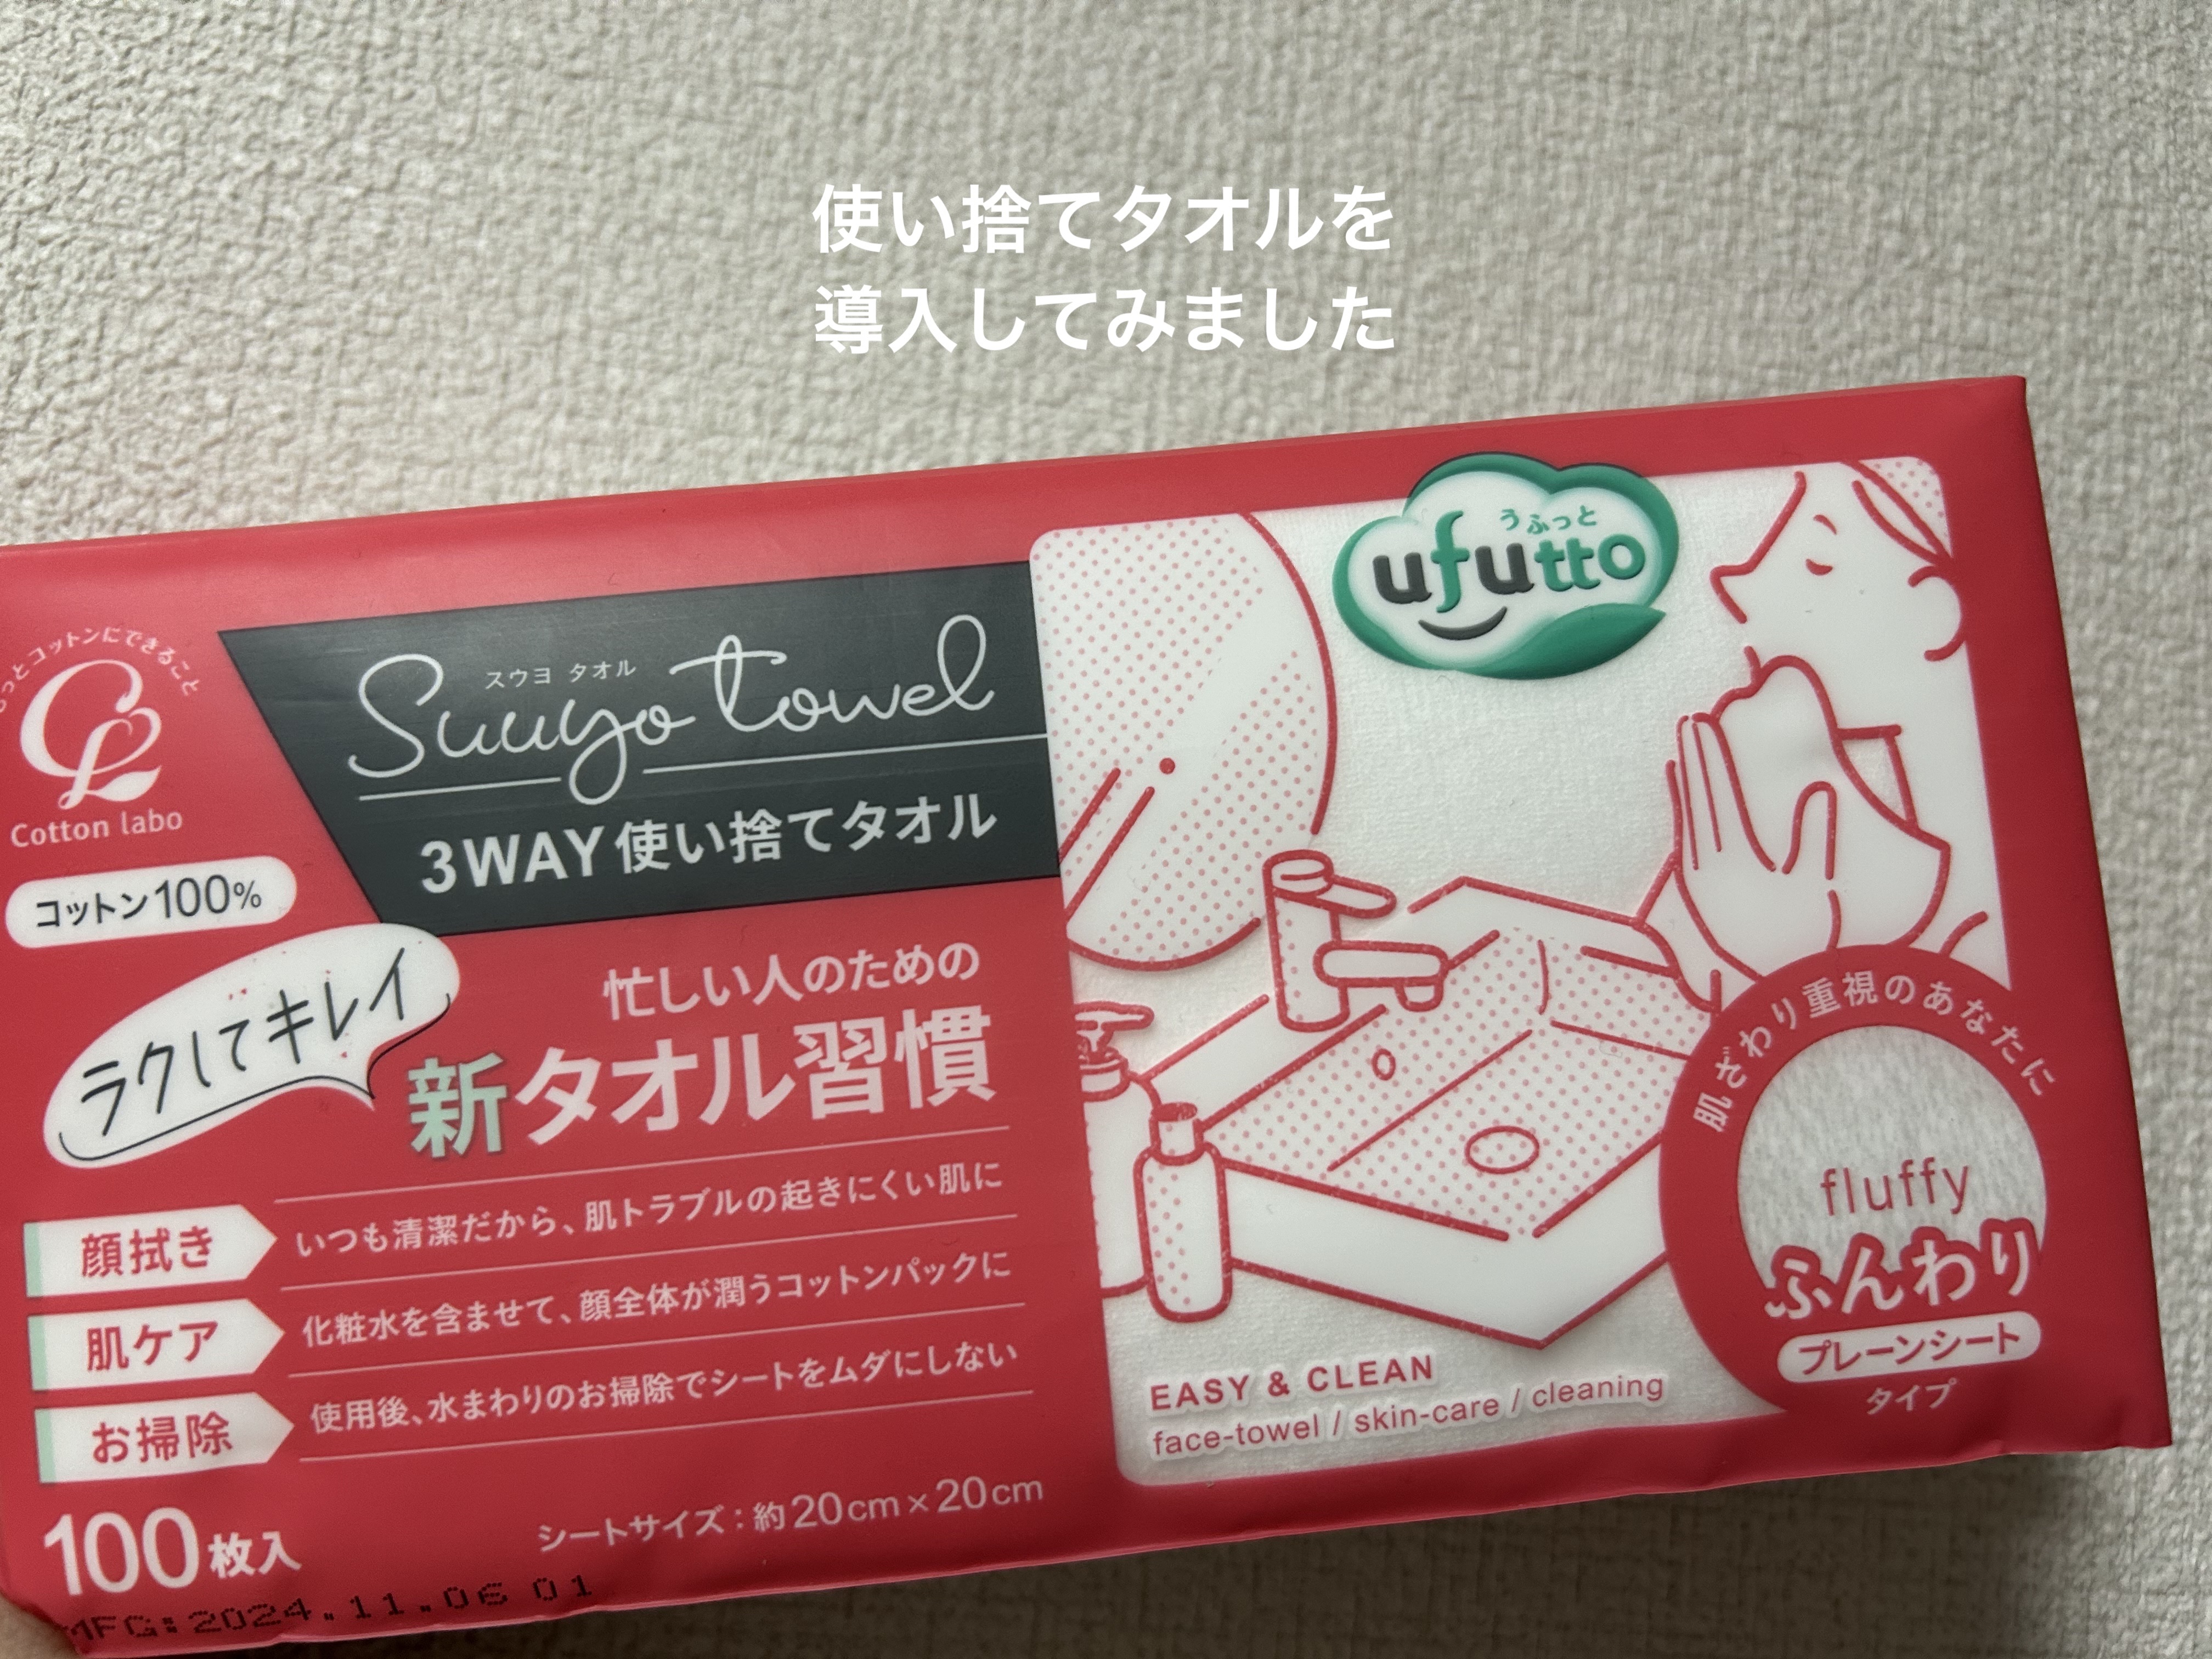 使い捨てタオルを
導入してみました
うふっと
ufutto
っとコットンにできること
CL
Cotton labo
スウヨ タオル
Suuyo towel
3WAY使い捨てタオル
コットン100%
ラクしてキレイ
忙しい人のための
新タオル習慣
顔拭き いつも清潔だから、肌トラブルの起きにくい肌に
肌ケア 化粧水を含ませて、顔全体が潤うコットンパックに
お掃除 使用後、水まわりのお掃除でシートをムダにしない
100枚入
シートサイズ：約20cm×20cm
MFG:2024.11.06 01
EASY & CLEAN
face-towel / skin-care / cleaning
肌ざわり重視のあなたに
fluffy
ふんわり
プレーンシート
タイプ